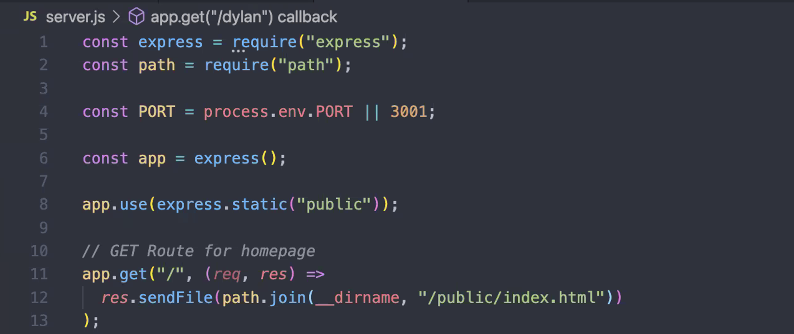 JS server.js > app.get("/dylan") callback
1 const express = require("express");
2 const path = require("path");
3
4 const PORT = process.env.PORT || 3001;
5
6 const app = express();
7
8 app.use(express.static("public"));
9
10 // GET Route for homepage
11 app.get("/", (req, res) =>
12 res.sendFile(path.join(__dirname, "/public/index.html"))
13 );